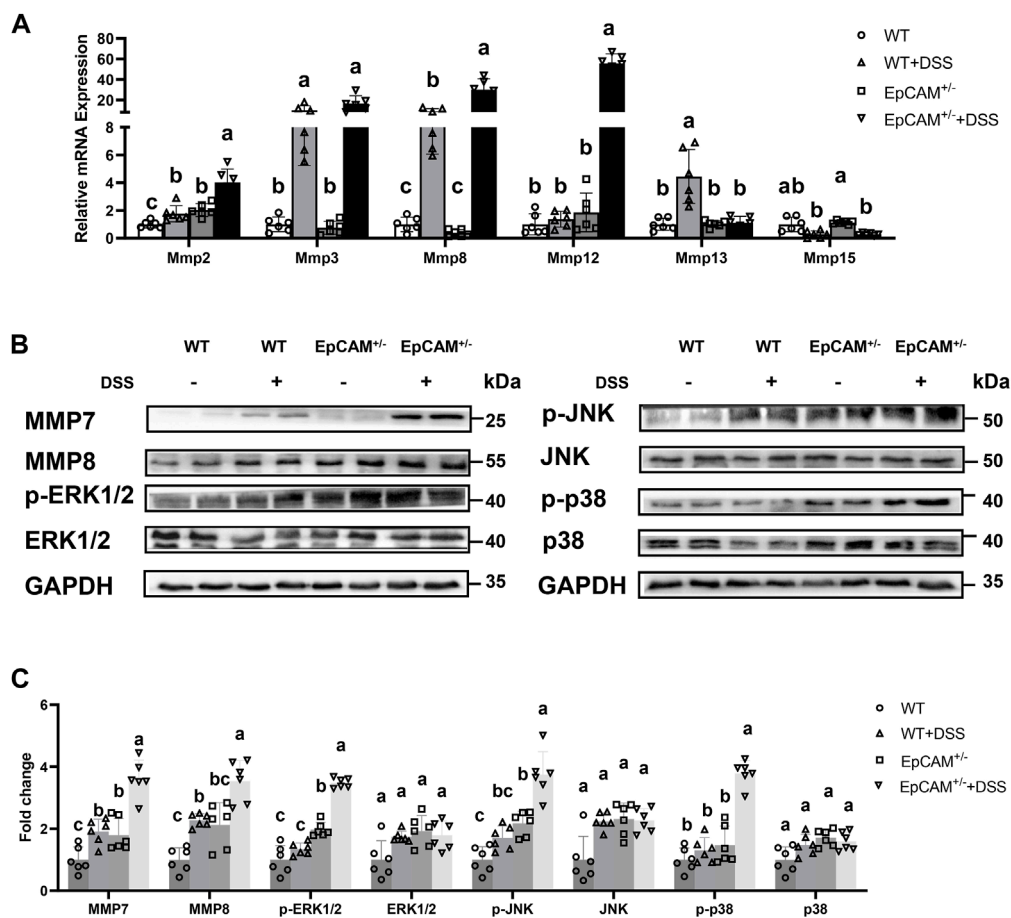 A
Relative mRNA Expression
80
60
40
20
8
6
4
2
0
c b b a
b a b a
c b c a
b b b a
b a b b
ab b a b
Mmp2 Mmp3 Mmp8 Mmp12 Mmp13 Mmp15
WT
WT+DSS
EpCAM+/-
EpCAM+/-+DSS
B
WT WT EpCAM+/- EpCAM+/-
DSS - + - + kDa
MMP7 25
MMP8 55
p-ERK1/2 40
ERK1/2 40
GAPDH 35
WT WT EpCAM+/- EpCAM+/-
DSS - + - + kDa
p-JNK 50
JNK 50
p-p38 40
p38 40
GAPDH 35
C
Fold change
6
4
2
0
c b b a
c b bc a
c c b a
a a a a
c bc b a
a a a a
b b b a
a a a a
MMP7 MMP8 p-ERK1/2 ERK1/2 p-JNK JNK p-p38 p38
WT
WT+DSS
EpCAM+/-
EpCAM+/-+DSS